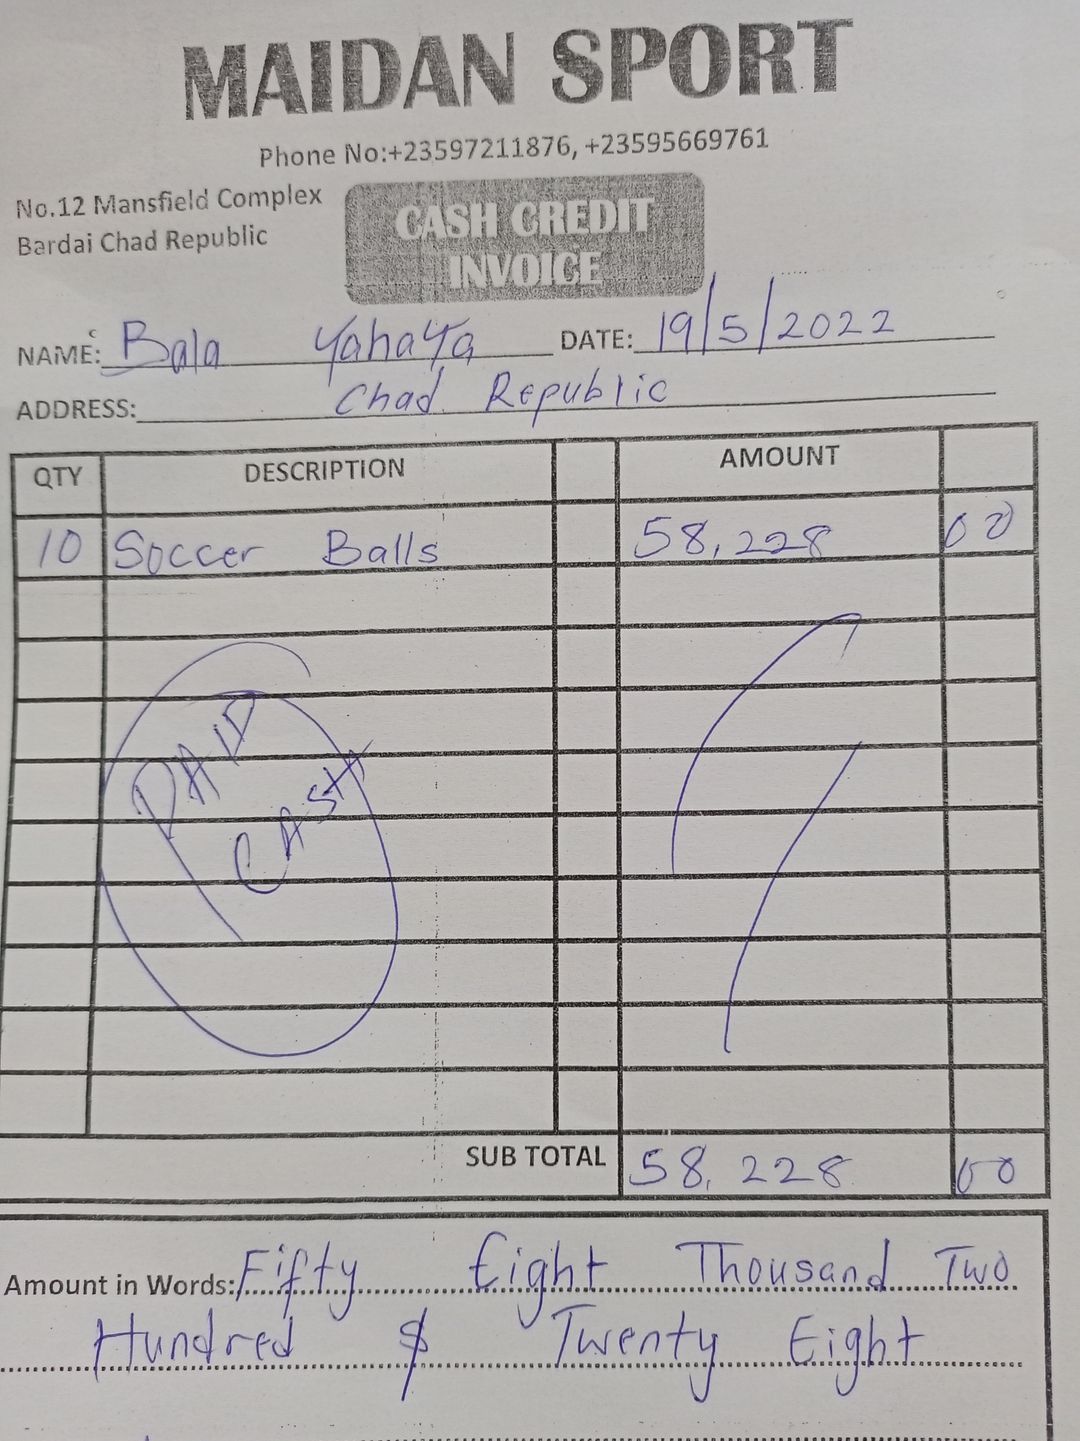 MAIDAN SPORT
Phone No:+23597211876, +23595669761
No.12 Mansfield Complex
Bardai Chad Republic
CASH CREDIT
INVOICE
NAME: Bala Yahaya DATE: 19/5/2022
ADDRESS: Chad Republic
QTY DESCRIPTION AMOUNT
10 Soccer Balls 58,228 00
PAID
CASH
SUB TOTAL 58,228 00
Amount in Words: Fifty Eight Thousand Two
Hundred $ Twenty Eight